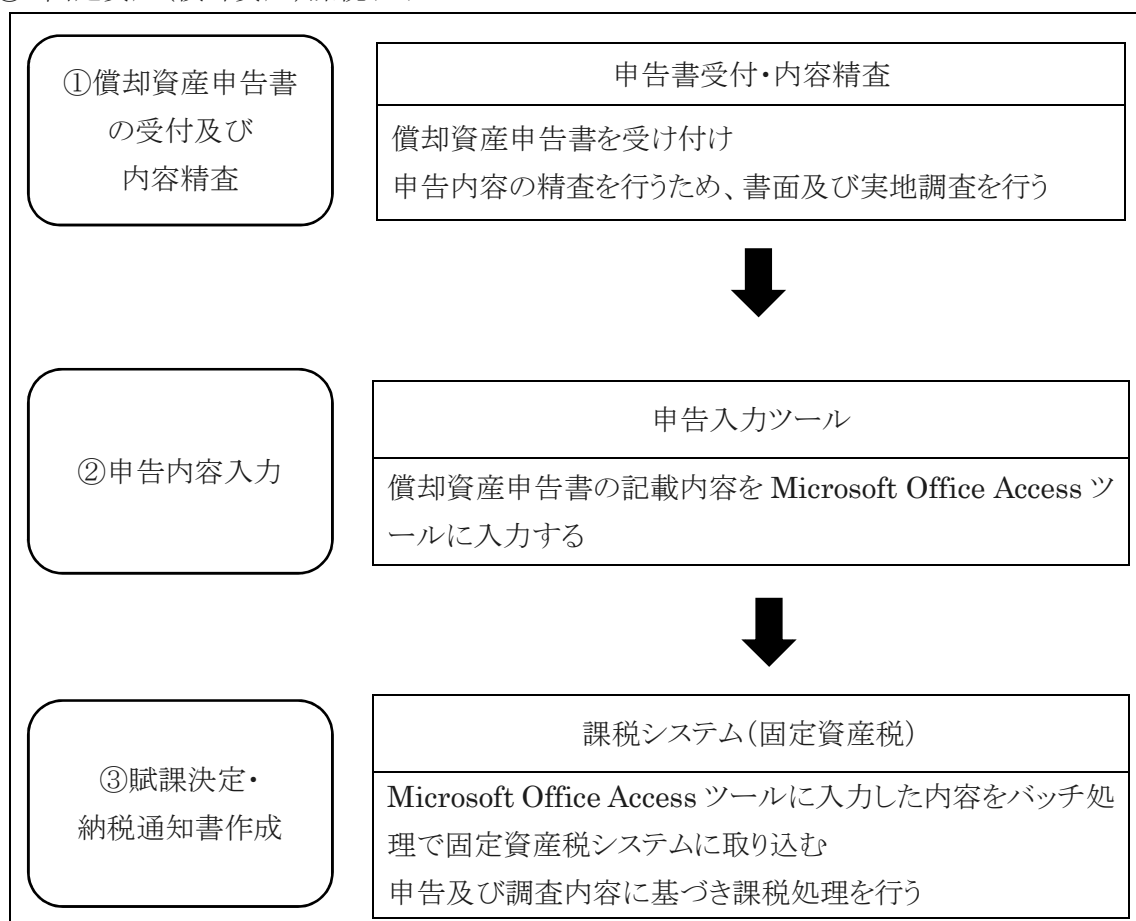 ①償却資産申告書
の受付及び
内容精査
申告書受付・内容精査
償却資産申告書を受け付け
申告内容の精査を行うため、書面及び実地調査を行う
②申告内容入力
申告入力ツール
償却資産申告書の記載内容を Microsoft Office Access ツ
ールに入力する
③賦課決定・
納税通知書作成
課税システム(固定資産税)
Microsoft Office Access ツールに入力した内容をバッチ処
理で固定資産税システムに取り込む
申告及び調査内容に基づき課税処理を行う